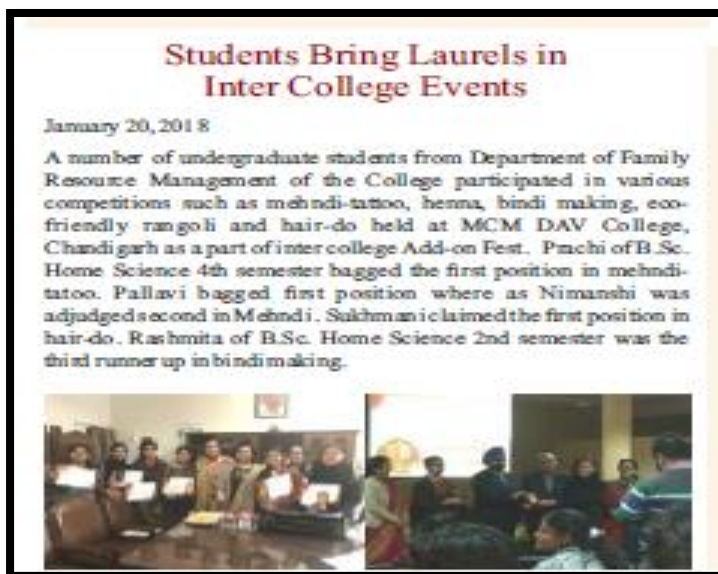 Students Bring Laurels in
Inter College Events
January 20, 2018
A number of undergraduate students from Department of Family
Resource Management of the College participated in various
competitions such as mehndi-tattoo, henna, bindi making, eco-
friendly rangoli and hair-do held at MCM DAV College,
Chandigarh as a part of inter college Add-on Fest. Prachi of B.Sc.
Home Science 4th semester bagged the first position in mehndi-
tatoo. Pallavi bagged first position where as Nimanshi was
adjudged second in Mehndi. Sukhmani claimed the first position in
hair-do. Rashmita of B.Sc. Home Science 2nd semester was the
third runner up in bindi making.